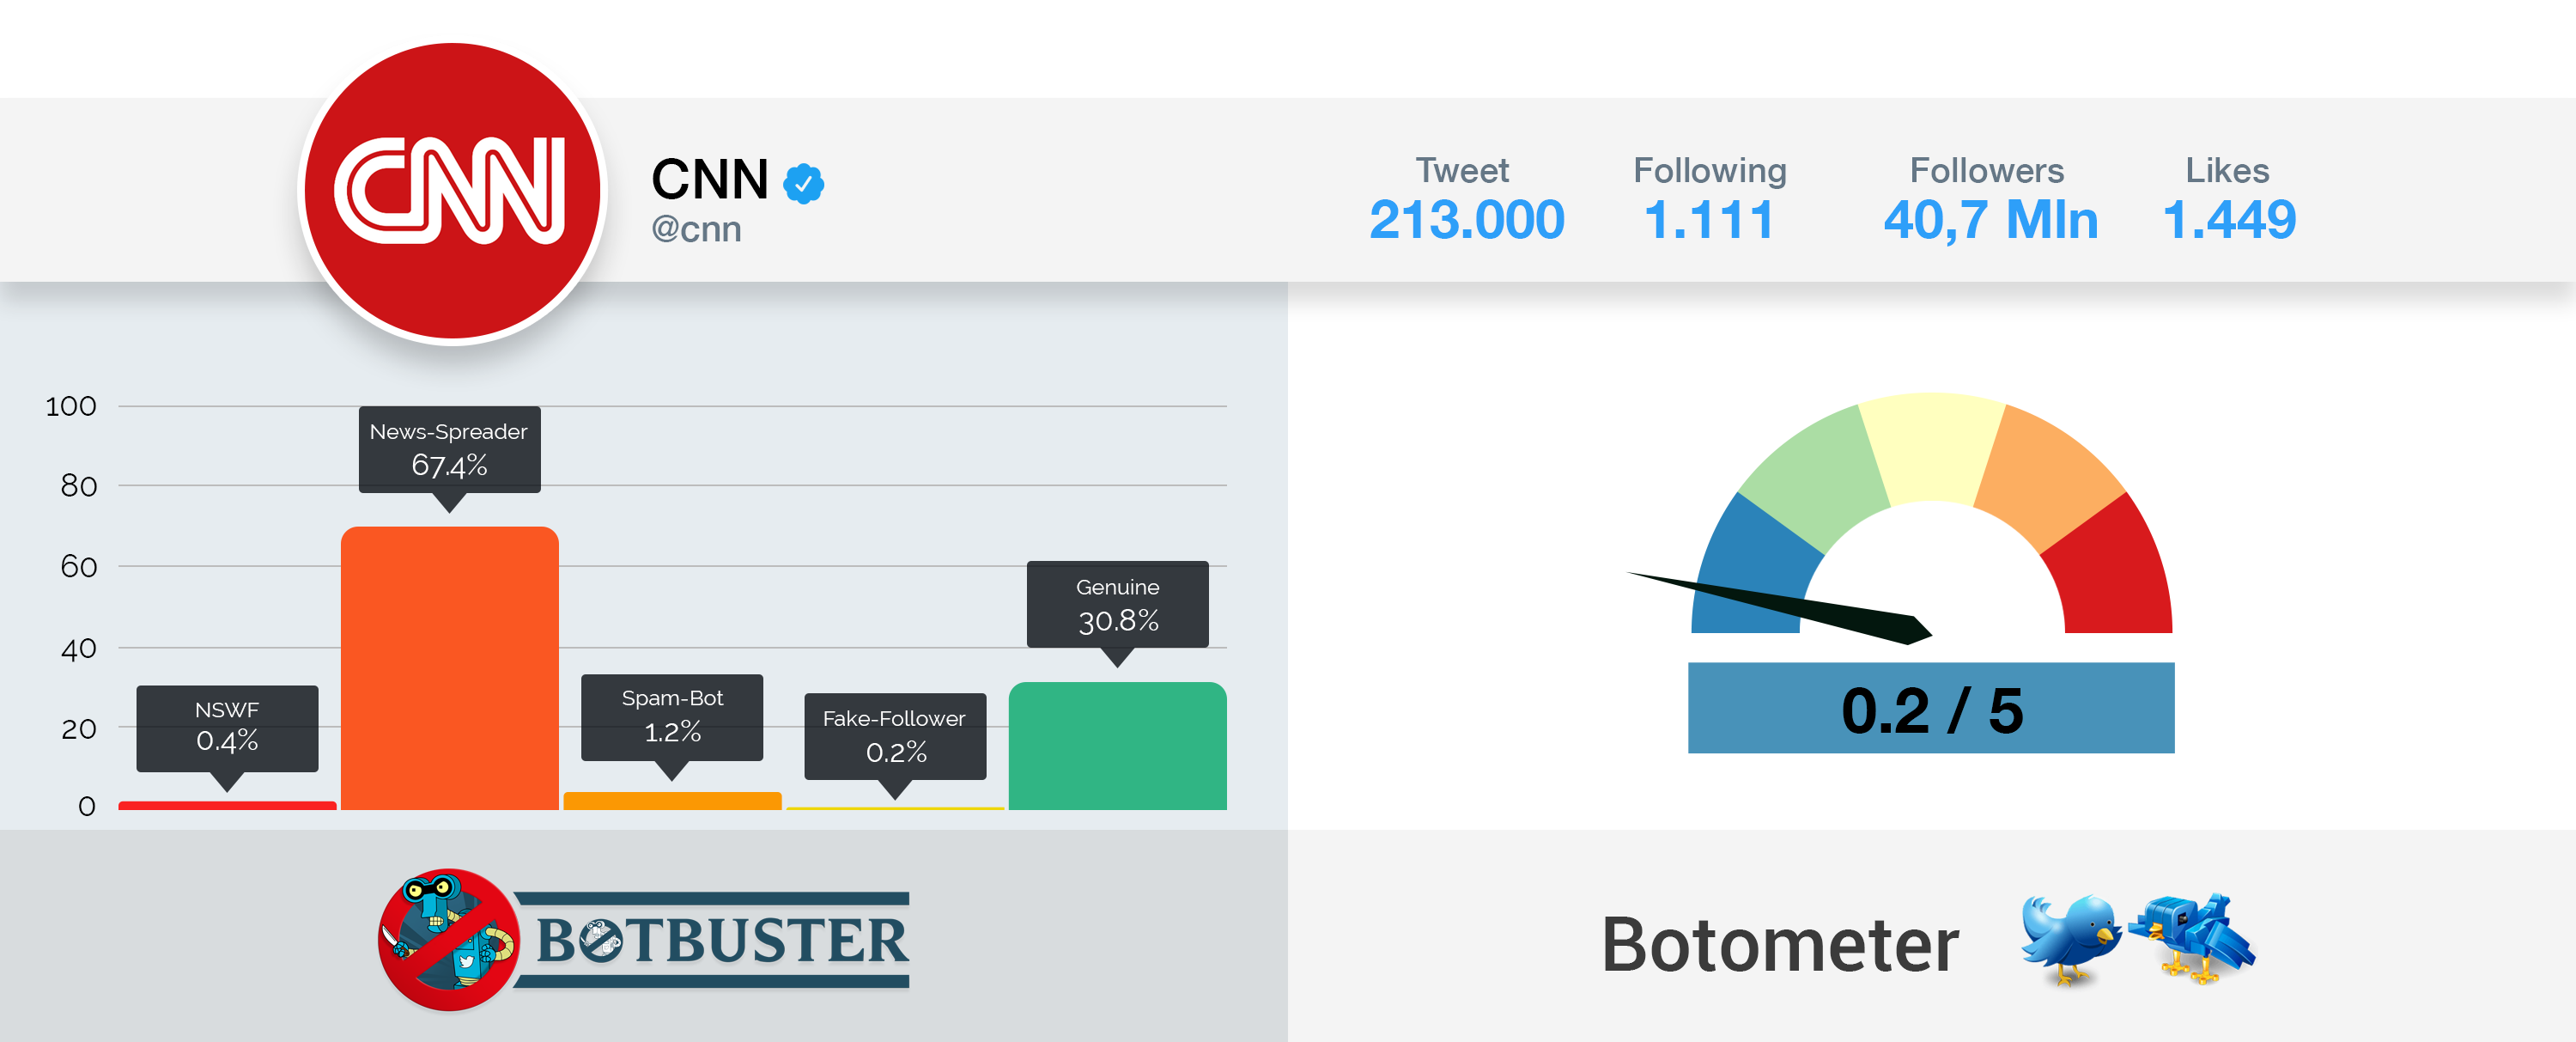 CNN
CNN
@cnn
Tweet
213.000
Following
1.111
Followers
40,7 Mln
Likes
1.449
100
80
60
40
20
0
NSWF
0.4%
News-Spreader
67.4%
Spam-Bot
1.2%
Fake-Follower
0.2%
Genuine
30.8%
0.2 / 5
BOTBUSTER
Botometer